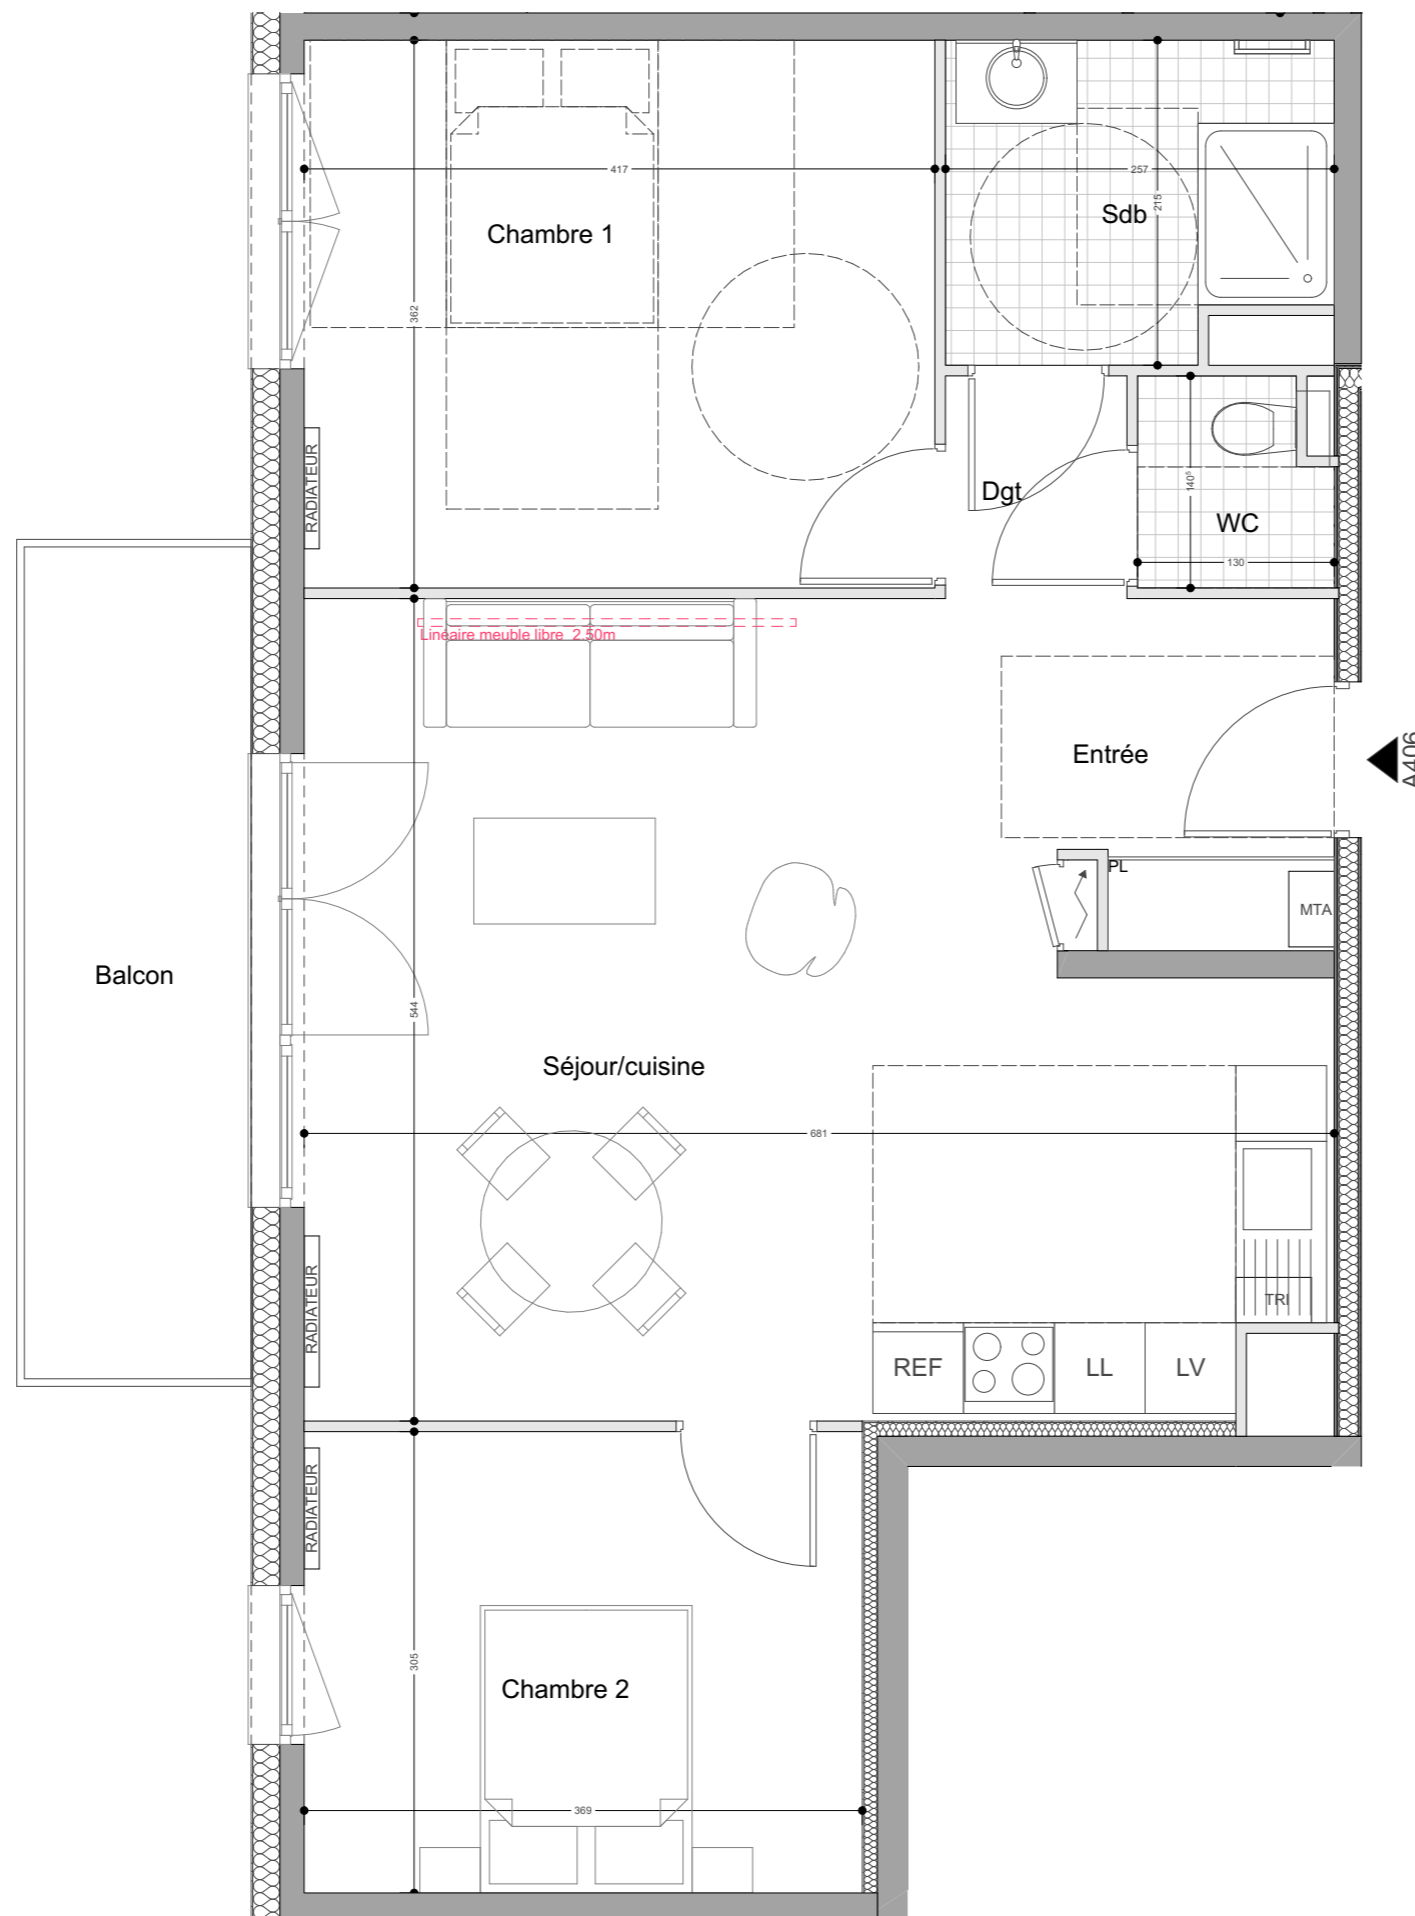 417
257
215
Sdb
Chambre 1
362
RADIATEUR
Dgt
140⁵
WC
130
Linéaire meuble libre 2.50m
Entrée
A406
PL
MTA
Balcon
544
Séjour/cuisine
681
RADIATEUR
TRI
REF
LL
LV
RADIATEUR
305
Chambre 2
369